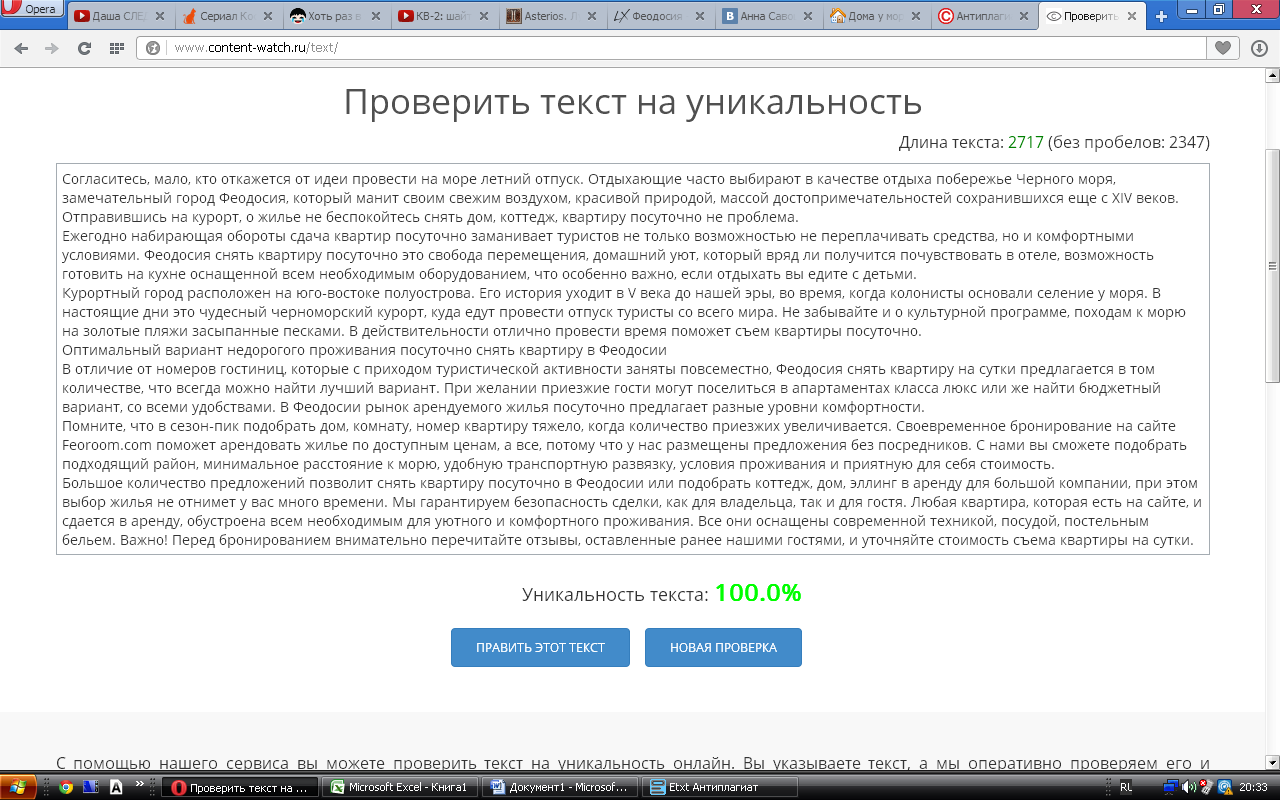 Opera
Даша СЛЕД
Сериал Ко
Хоть раз в
КВ-2: шай
Asterios. Л
Феодосия
Анна Саво
Дома у мор
Антиплаги
Проверить
www.content-watch.ru/text/
Проверить текст на уникальность
Длина текста: 2717 (без пробелов: 2347)
Согласитесь, мало, кто откажется от идеи провести на море летний отпуск. Отдыхающие часто выбирают в качестве отдыха побережье Черного моря,
замечательный город Феодосия, который манит своим свежим воздухом, красивой природой, массой достопримечательностей сохранившихся еще с XIV веков.
Отправившись на курорт, о жилье не беспокойтесь снять дом, коттедж, квартиру посуточно не проблема.
Ежегодно набирающая обороты сдача квартир посуточно заманивает туристов не только возможностью не переплачивать средства, но и комфортными
условиями. Феодосия снять квартиру посуточно это свобода перемещения, домашний уют, который вряд ли получится почувствовать в отеле, возможность
готовить на кухне оснащенной всем необходимым оборудованием, что особенно важно, если отдыхать вы едите с детьми.
Курортный город расположен на юго-востоке полуострова. Его история уходит в V века до нашей эры, во время, когда колонисты основали селение у моря. В
настоящие дни это чудесный черноморский курорт, куда едут провести отпуск туристы со всего мира. Не забывайте и о культурной программе, походам к морю
на золотые пляжи засыпанные песками. В действительности отлично провести время поможет съем квартиры посуточно.
Оптимальный вариант недорогого проживания посуточно снять квартиру в Феодосии
В отличие от номеров гостиниц, которые с приходом туристической активности заняты повсеместно, Феодосия снять квартиру на сутки предлагается в том
количестве, что всегда можно найти лучший вариант. При желании приезжие гости могут поселиться в апартаментах класса люкс или же найти бюджетный
вариант, со всеми удобствами. В Феодосии рынок арендуемого жилья посуточно предлагает разные уровни комфортности.
Помните, что в сезон-пик подобрать дом, комнату, номер квартиру тяжело, когда количество приезжих увеличивается. Своевременное бронирование на сайте
Feoroom.com поможет арендовать жилье по доступным ценам, а все, потому что у нас размещены предложения без посредников. С нами вы сможете подобрать
подходящий район, минимальное расстояние к морю, удобную транспортную развязку, условия проживания и приятную для себя стоимость.
Большое количество предложений позволит снять квартиру посуточно в Феодосии или подобрать коттедж, дом, эллинг в аренду для большой компании, при этом
выбор жилья не отнимет у вас много времени. Мы гарантируем безопасность сделки, как для владельца, так и для гостя. Любая квартира, которая есть на сайте, и
сдается в аренду, обустроена всем необходимым для уютного и комфортного проживания. Все они оснащены современной техникой, посудой, постельным
бельем. Важно! Перед бронированием внимательно перечитайте отзывы, оставленные ранее нашими гостями, и уточняйте стоимость съема квартиры на сутки.
Уникальность текста: 100.0%
ПРАВИТЬ ЭТОТ ТЕКСТ
НОВАЯ ПРОВЕРКА
С помощью нашего сервиса вы можете проверить текст на уникальность онлайн. Вы указываете текст, а мы оперативно проверяем его и
Проверить текст на ...
Microsoft Excel - Книга1
Документ1 - Microsof...
Etxt Антиплагиат
RL
20:33